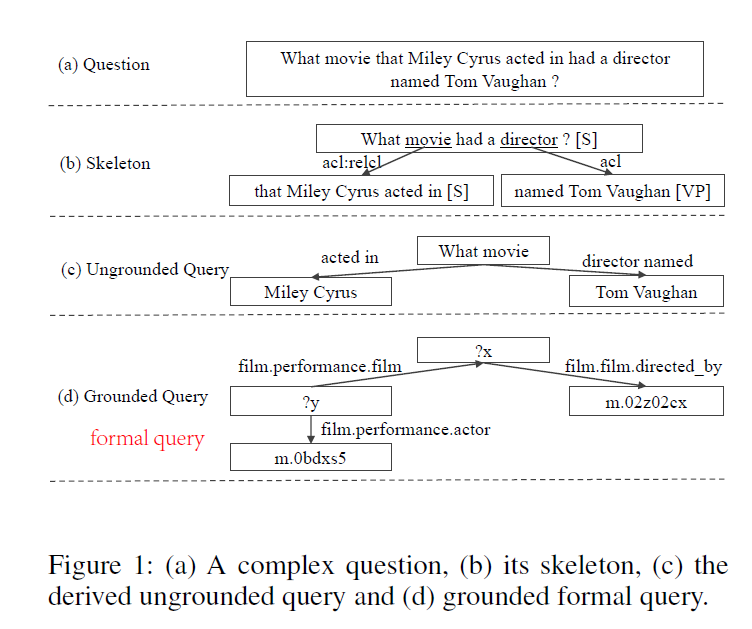 (a) Question
What movie that Miley Cyrus acted in had a director
named Tom Vaughan ?
(b) Skeleton
What movie had a director ? [S]
acl:relcl
acl
that Miley Cyrus acted in [S]
named Tom Vaughan [VP]
(c) Ungrounded Query
What movie
acted in
director named
Miley Cyrus
Tom Vaughan
(d) Grounded Query
formal query
?x
film.performance.film
film.film.directed_by
?y
m.02z02cx
film.performance.actor
m.0bdxs5
Figure 1: (a) A complex question, (b) its skeleton, (c) the
derived ungrounded query and (d) grounded formal query.